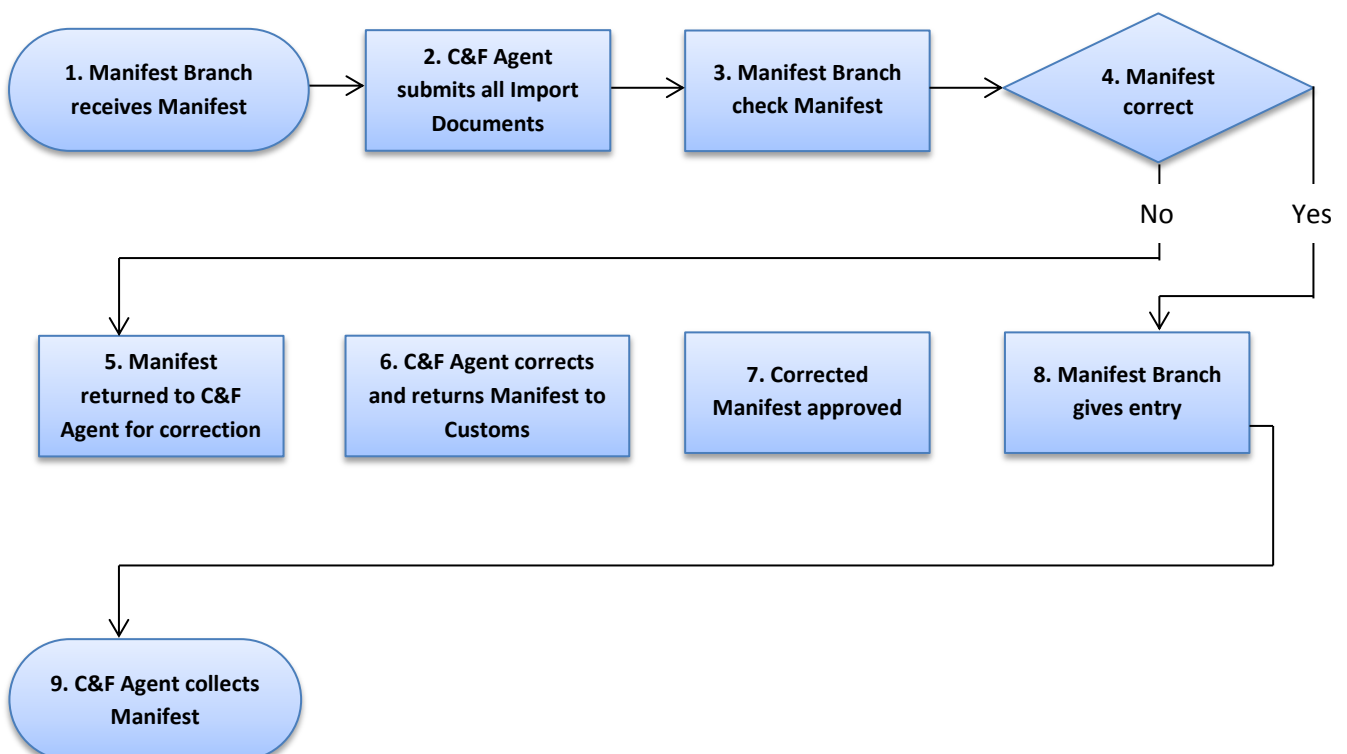 1. Manifest Branch
receives Manifest
2. C&F Agent
submits all Import
Documents
3. Manifest Branch
check Manifest
4. Manifest
correct
No
Yes
5. Manifest
returned to C&F
Agent for correction
6. C&F Agent corrects
and returns Manifest to
Customs
7. Corrected
Manifest approved
8. Manifest Branch
gives entry
9. C&F Agent collects
Manifest